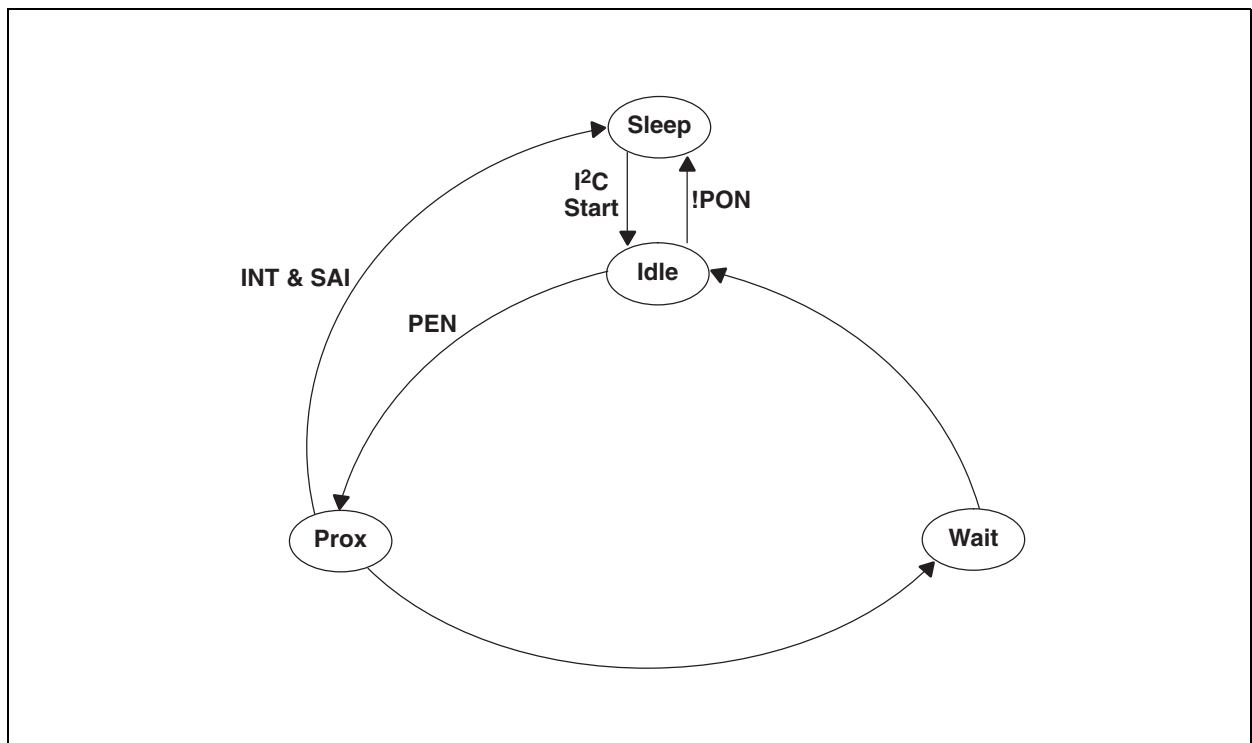 Sleep
I²C
Start
!PON
Idle
INT & SAI
PEN
Prox
Wait